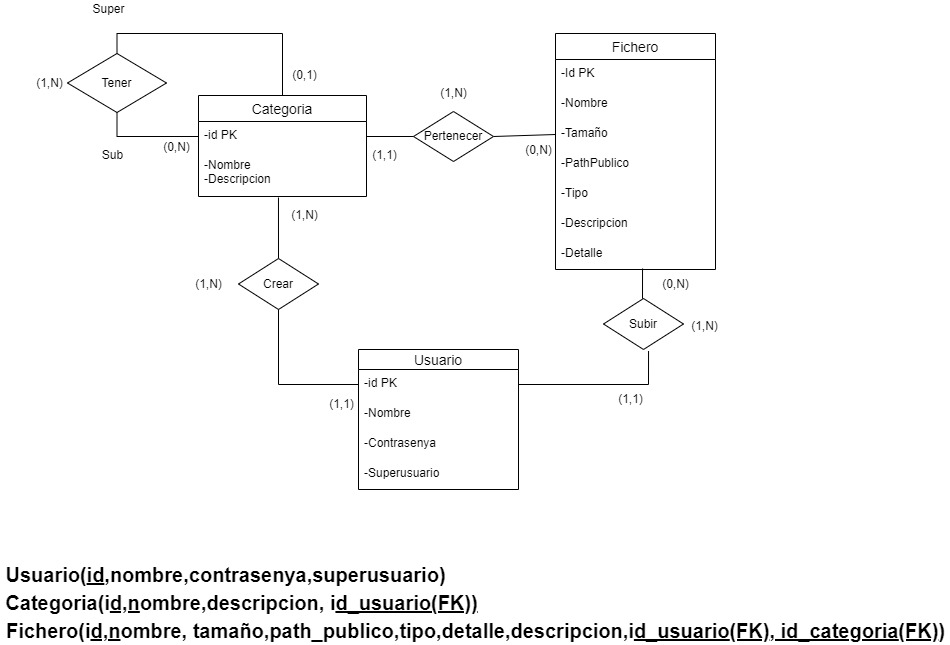 Super
Tener
(1,N)
(0,1)
Sub
(0,N)
Categoria
-id PK
-Nombre
-Descripcion
(1,1)
(1,N)
Pertenecer
(0,N)
Fichero
-Id PK
-Nombre
-Tamaño
-PathPublico
-Tipo
-Descripcion
-Detalle
(1,N)
(1,N)
Crear
(0,N)
Subir
(1,N)
(1,1)
(1,1)
Usuario
-id PK
-Nombre
-Contrasenya
-Superusuario
Usuario(id,nombre,contrasenya,superusuario)
Categoria(id,nombre,descripcion, id_usuario(FK))
Fichero(id,nombre, tamaño,path_publico,tipo,detalle,descripcion,id_usuario(FK), id_categoria(FK))